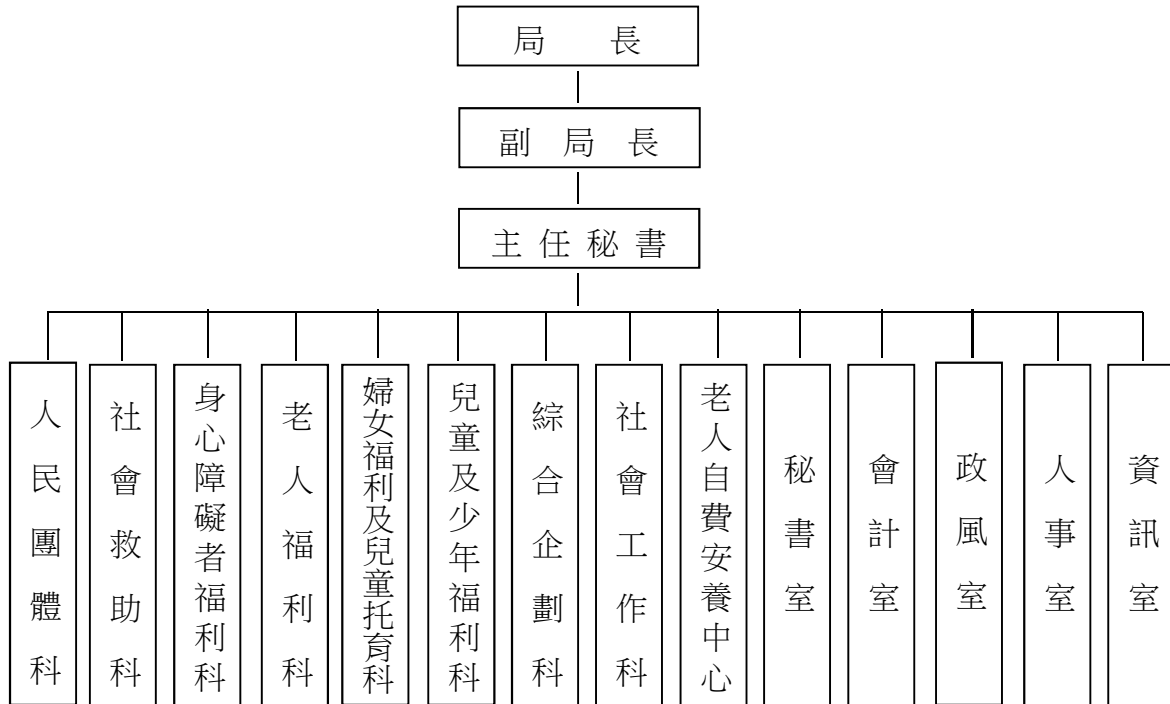 局長
副局長
主任秘書
人民團體科
社會救助科
身心障礙者福利科
老人福利科
婦女福利及兒童托育科
兒童及少年福利科
綜合企劃科
社會工作科
老人自費安養中心
秘書室
會計室
政風室
人事室
資訊室